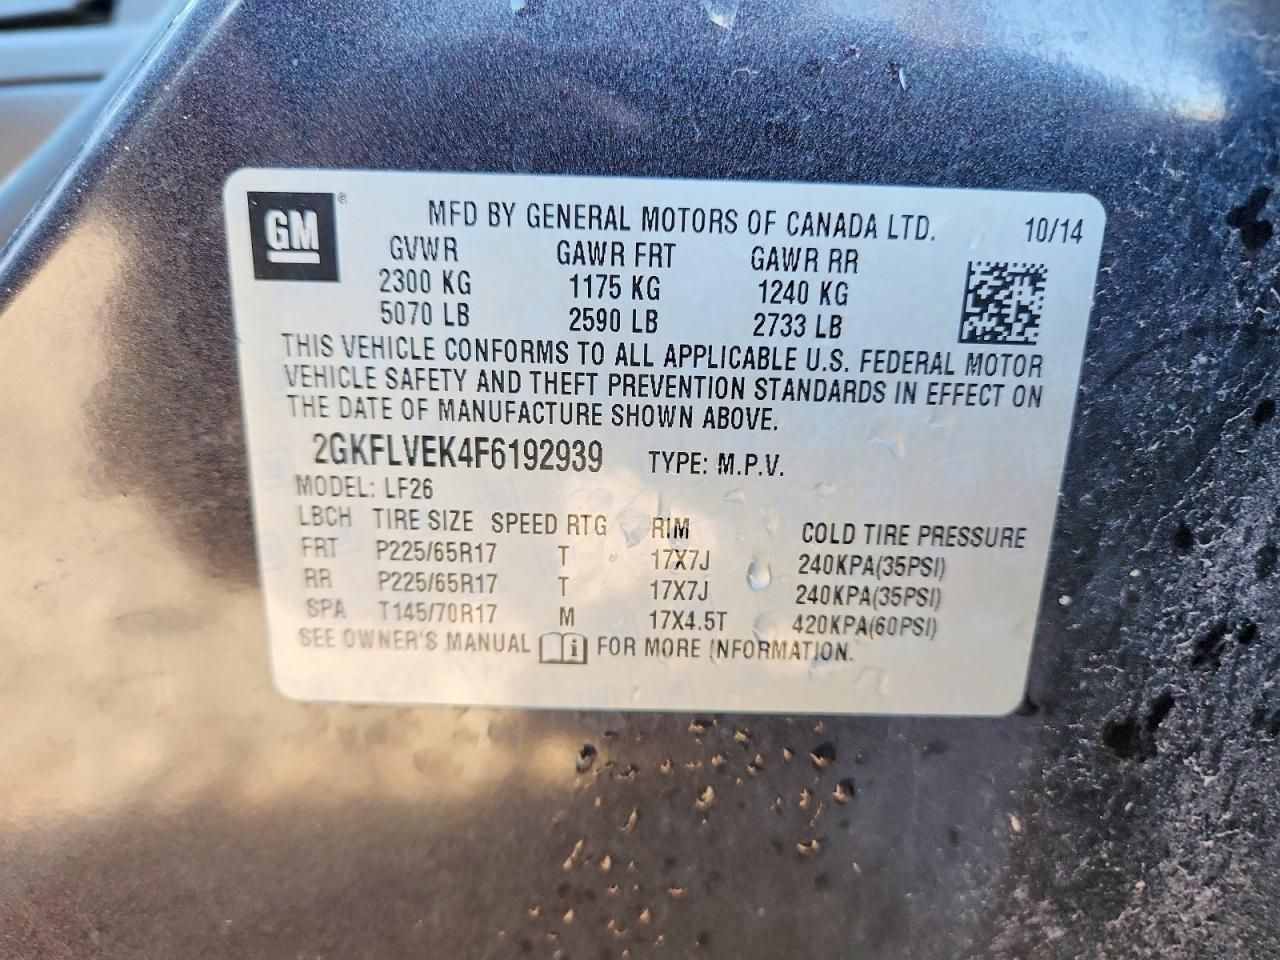 GM ®
MFD BY GENERAL MOTORS OF CANADA LTD. 10/14
GVWR GAWR FRT GAWR RR
2300 KG 1175 KG 1240 KG
5070 LB 2590 LB 2733 LB
THIS VEHICLE CONFORMS TO ALL APPLICABLE U.S. FEDERAL MOTOR
VEHICLE SAFETY AND THEFT PREVENTION STANDARDS IN EFFECT ON
THE DATE OF MANUFACTURE SHOWN ABOVE.
2GKFLVEK4F6192939 TYPE: M.P.V.
MODEL: LF26
LBCH TIRE SIZE SPEED RTG RIM COLD TIRE PRESSURE
FRT P225/65R17 T 17X7J 240KPA(35PSI)
RR P225/65R17 T 17X7J 240KPA(35PSI)
SPA T145/70R17 M 17X4.5T 420KPA(60PSI)
SEE OWNER'S MANUAL i FOR MORE INFORMATION.